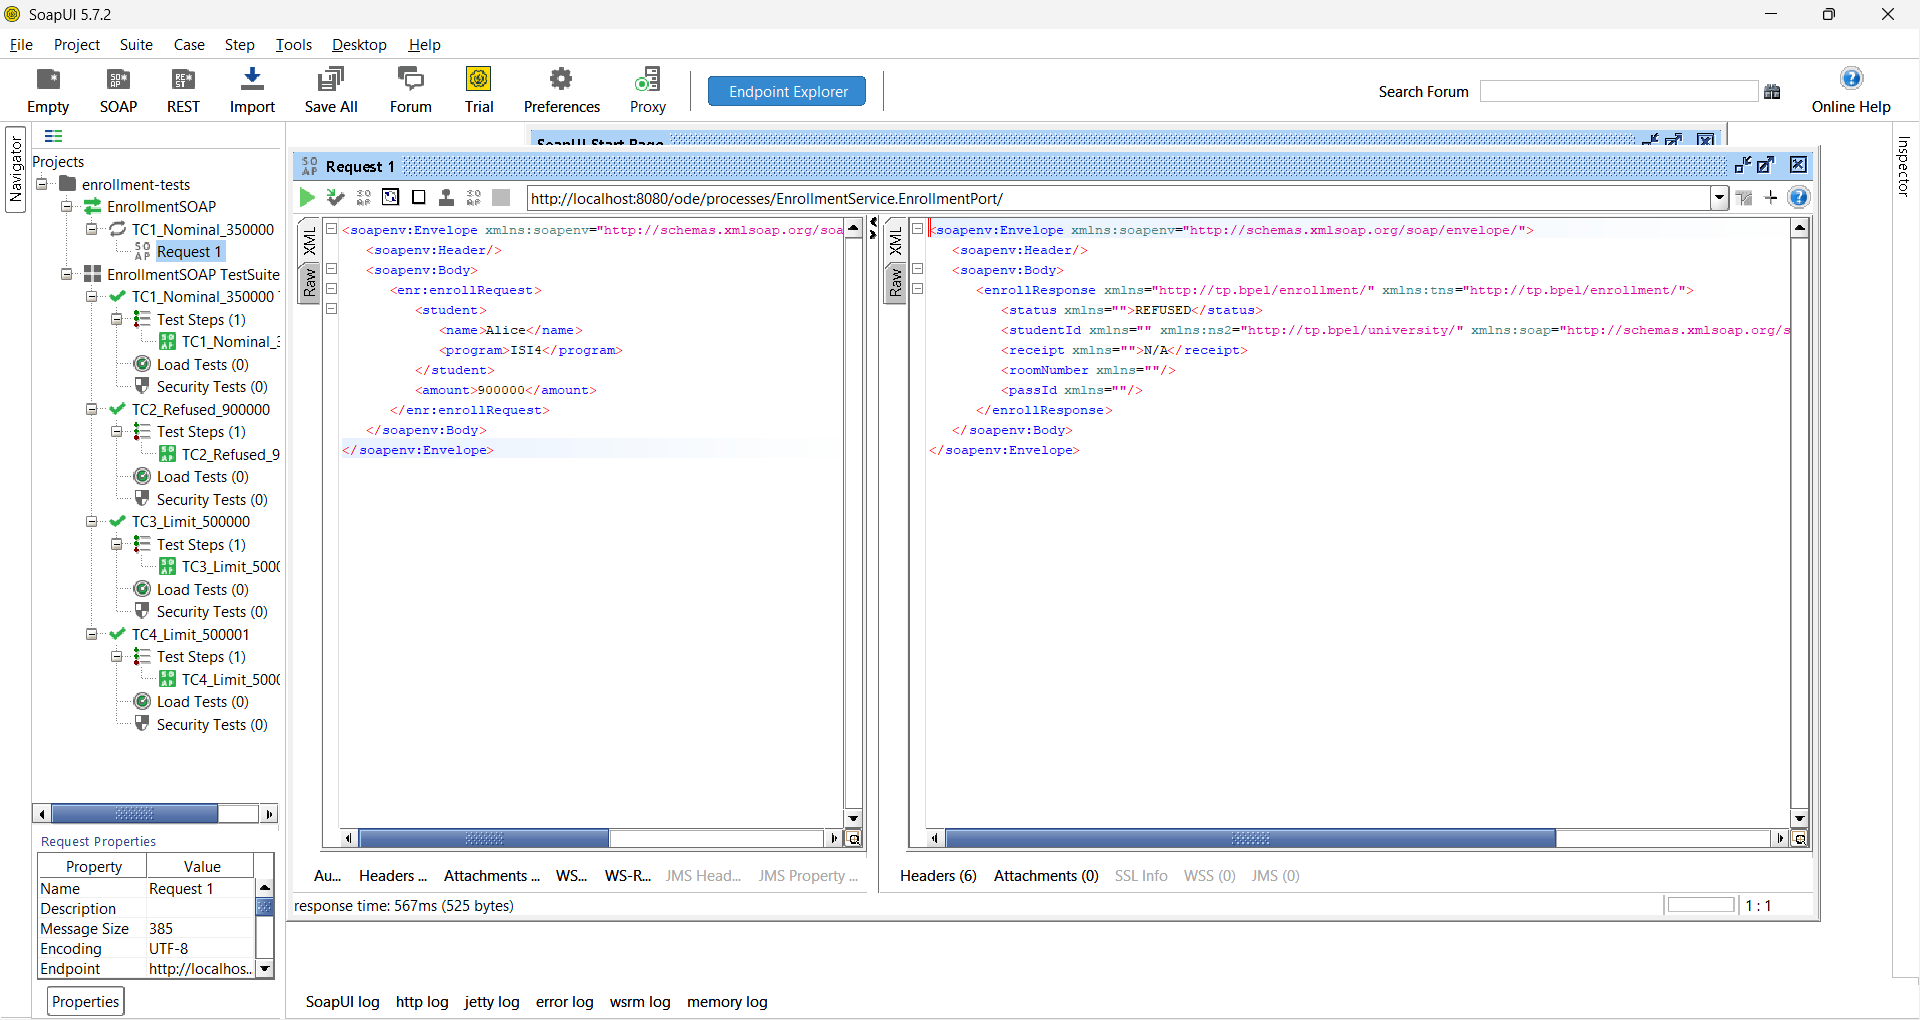 SoapUI 5.7.2
File Project Suite Case Step Tools Desktop Help
Empty SOAP REST Import Save All Forum Trial Preferences Proxy Endpoint Explorer Search Forum Online Help
Navigator
Inspector
Projects
enrollment-tests
EnrollmentSOAP
TC1_Nominal_350000
Request 1
EnrollmentSOAP TestSuite
TC1_Nominal_350000
Test Steps (1)
TC1_Nominal_3
Load Tests (0)
Security Tests (0)
TC2_Refused_900000
Test Steps (1)
TC2_Refused_9
Load Tests (0)
Security Tests (0)
TC3_Limit_500000
Test Steps (1)
TC3_Limit_5000
Load Tests (0)
Security Tests (0)
TC4_Limit_500001
Test Steps (1)
TC4_Limit_5000
Load Tests (0)
Security Tests (0)
Request Properties
Property Value
Name Request 1
Description
Message Size 385
Encoding UTF-8
Endpoint http://localhos...
Properties
SoapUI Start Page
Request 1
http://localhost:8080/ode/processes/EnrollmentService.EnrollmentPort/
XML
Raw
<soapenv:Envelope xmlns:soapenv="http://schemas.xmlsoap.org/soa
<soapenv:Header/>
<soapenv:Body>
<enr:enrollRequest>
<student>
<name>Alice</name>
<program>ISI4</program>
</student>
<amount>900000</amount>
</enr:enrollRequest>
</soapenv:Body>
</soapenv:Envelope>
XML
Raw
<soapenv:Envelope xmlns:soapenv="http://schemas.xmlsoap.org/soap/envelope/">
<soapenv:Header/>
<soapenv:Body>
<enrollResponse xmlns="http://tp.bpel/enrollment/" xmlns:tns="http://tp.bpel/enrollment/">
<status xmlns="">REFUSED</status>
<studentId xmlns="" xmlns:ns2="http://tp.bpel/university/" xmlns:soap="http://schemas.xmlsoap.org/s
<receipt xmlns="">N/A</receipt>
<roomNumber xmlns=""/>
<passId xmlns=""/>
</enrollResponse>
</soapenv:Body>
</soapenv:Envelope>
Au... Headers ... Attachments ... WS... WS-R... JMS Head... JMS Property ...
Headers (6) Attachments (0) SSL Info WSS (0) JMS (0)
response time: 567ms (525 bytes)
1 : 1
SoapUI log http log jetty log error log wsrm log memory log